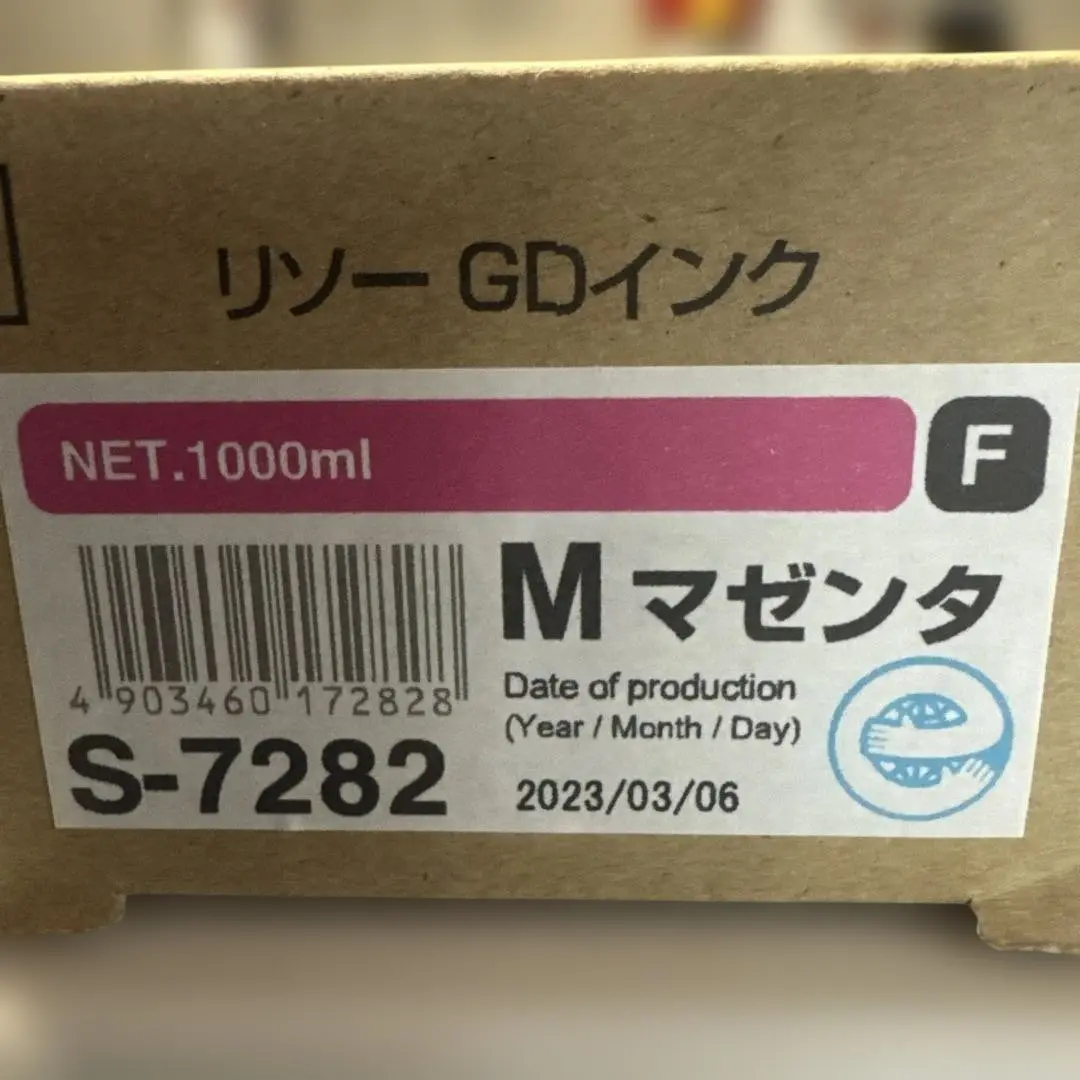 リソー GDインク
NET.1000ml
F
M マゼンタ
4 903460 172828
Date of production
(Year / Month / Day)
S-7282
2023/03/06